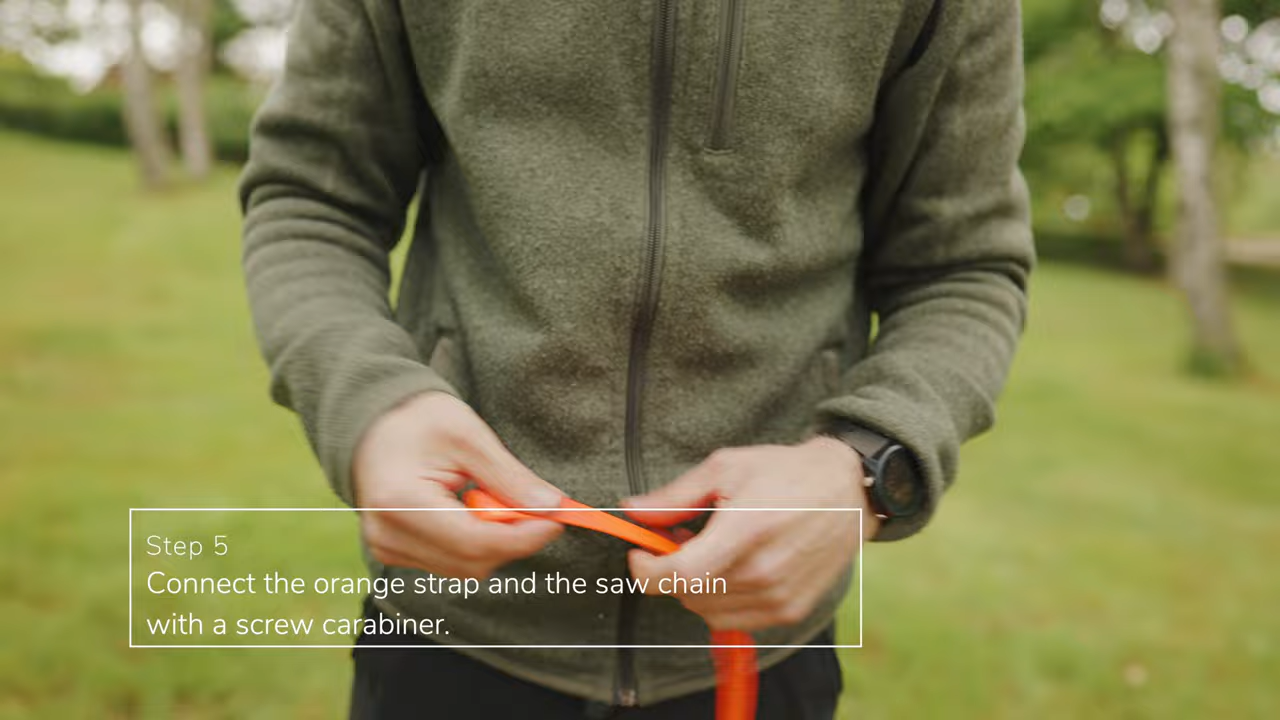 Step 5
Connect the orange strap and the saw chain
with a screw carabiner.